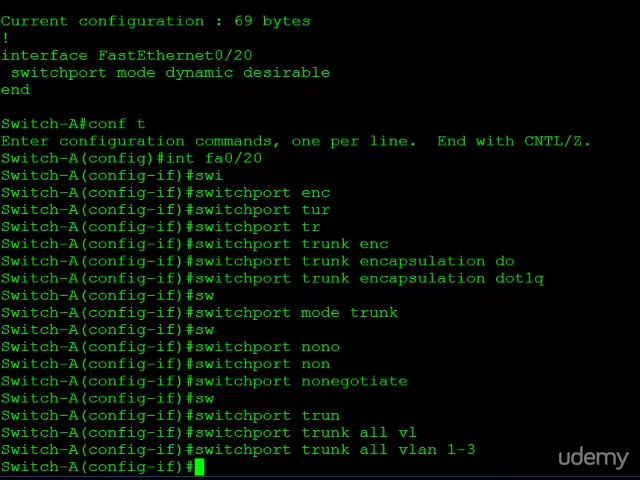 Current configuration : 69 bytes
!
interface FastEthernet0/20
 switchport mode dynamic desirable
end
Switch-A#conf t
Enter configuration commands, one per line.  End with CNTL/Z.
Switch-A(config)#int fa0/20
Switch-A(config-if)#swi
Switch-A(config-if)#switchport enc
Switch-A(config-if)#switchport tur
Switch-A(config-if)#switchport tr
Switch-A(config-if)#switchport trunk enc
Switch-A(config-if)#switchport trunk encapsulation do
Switch-A(config-if)#switchport trunk encapsulation dot1q
Switch-A(config-if)#sw
Switch-A(config-if)#switchport mode trunk
Switch-A(config-if)#sw
Switch-A(config-if)#switchport nono
Switch-A(config-if)#switchport non
Switch-A(config-if)#switchport nonegotiate
Switch-A(config-if)#sw
Switch-A(config-if)#switchport trun
Switch-A(config-if)#switchport trunk all vl
Switch-A(config-if)#switchport trunk all vlan 1-3
Switch-A(config-if)#
udemy